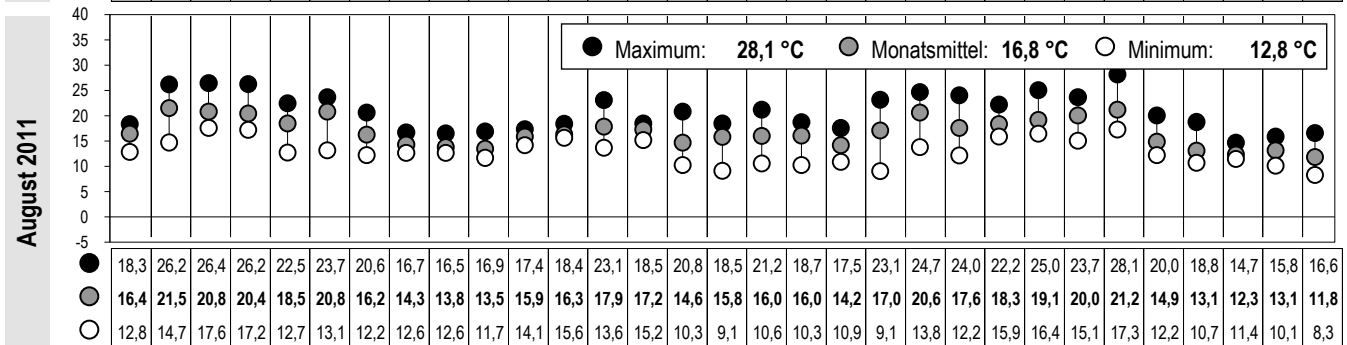 August 2011
40
35
30
25
20
15
10
5
0
-5
Maximum: 28,1 °C Monatsmittel: 16,8 °C Minimum: 12,8 °C
18,3 26,2 26,4 26,2 22,5 23,7 20,6 16,7 16,5 16,9 17,4 18,4 23,1 18,5 20,8 18,5 21,2 18,7 17,5 23,1 24,7 24,0 22,2 25,0 23,7 28,1 20,0 18,8 14,7 15,8 16,6
16,4 21,5 20,8 20,4 18,5 20,8 16,2 14,3 13,8 13,5 15,9 16,3 17,9 17,2 14,6 15,8 16,0 16,0 14,2 17,0 20,6 17,6 18,3 19,1 20,0 21,2 14,9 13,1 12,3 13,1 11,8
12,8 14,7 17,6 17,2 12,7 13,1 12,2 12,6 12,6 11,7 14,1 15,6 13,6 15,2 10,3 9,1 10,6 10,3 10,9 9,1 13,8 12,2 15,9 16,4 15,1 17,3 12,2 10,7 11,4 10,1 8,3